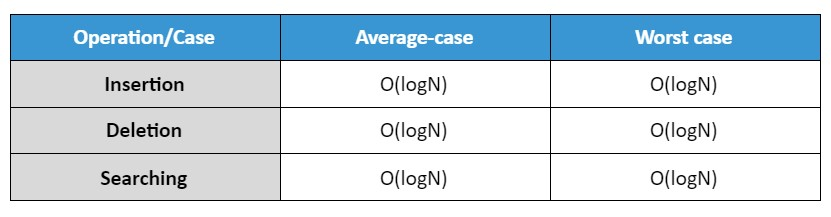 Operation/Case Average-case Worst case
Insertion O(logN) O(logN)
Deletion O(logN) O(logN)
Searching O(logN) O(logN)